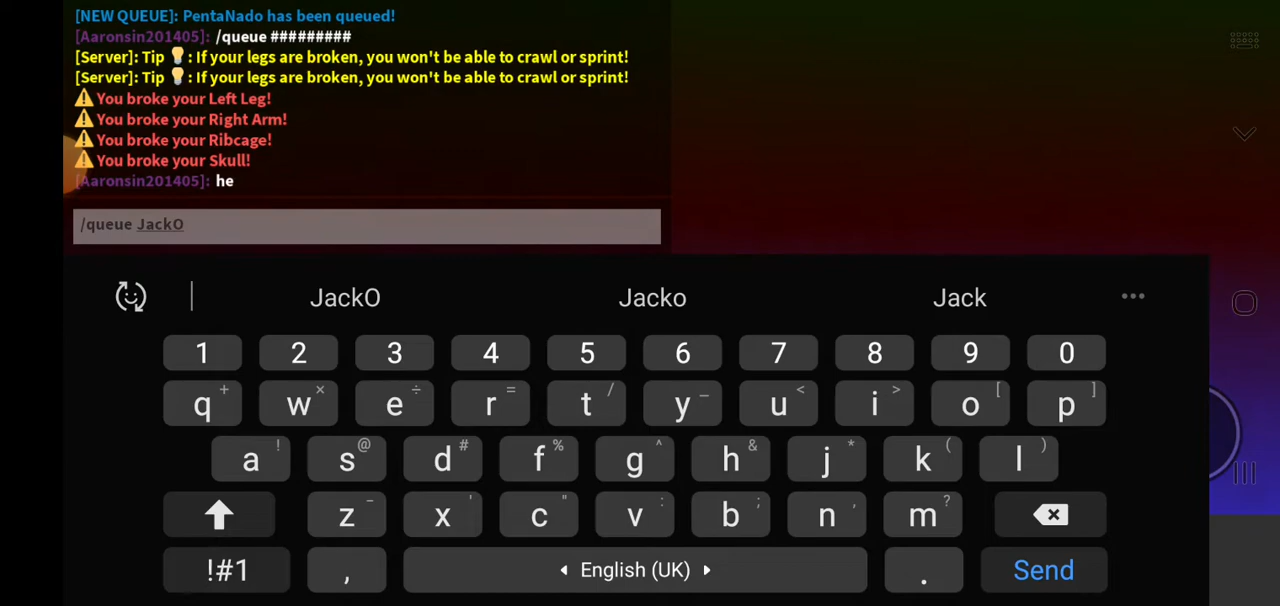 [NEW QUEUE]: PentaNado has been queued!
[Aaronsin201405]: /queue #########
[Server]: Tip 💡: If your legs are broken, you won't be able to crawl or sprint!
[Server]: Tip 💡: If your legs are broken, you won't be able to crawl or sprint!
⚠️ You broke your Left Leg!
⚠️ You broke your Right Arm!
⚠️ You broke your Ribcage!
⚠️ You broke your Skull!
[Aaronsin201405]: he
/queue JackO
JackO Jacko Jack •••
1 2 3 4 5 6 7 8 9 0
q + w × e ÷ r = t / y _ u < i > o [ p ]
a ! s @ d # f % g ^ h & j * k ( l )
z - x ' c " v : b ; n , m ?
!#1 , English (UK) . Send